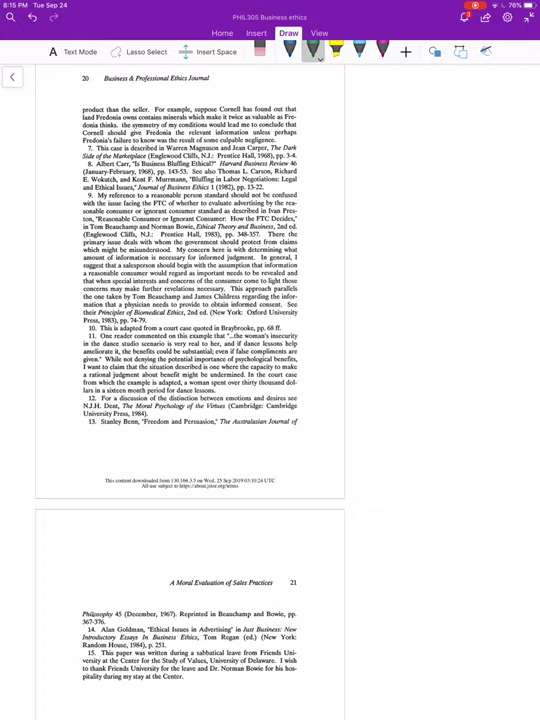 8:15 PM Tue Sep 24
76%
PHIL305 Business ethics
3
Home Insert Draw View
A Text Mode Lasso Select Insert Space
20 Business & Professional Ethics Journal
product than the seller. For example, suppose Cornell has found out that
land Fredonia owns contains minerals which make it twice as valuable as Fre-
donia thinks. the symmetry of my conditions would lead me to conclude that
Cornell should give Fredonia the relevant information unless perhaps
Fredonia's failure to know was the result of some culpable negligence.
7. This case is described in Warren Magnuson and Jean Carper, The Dark
Side of the Marketplace (Englewood Cliffs, N.J.: Prentice Hall, 1968), pp. 3-4.
8. Albert Carr, "Is Business Bluffing Ethical?" Harvard Business Review 46
(January-February, 1968), pp. 143-53. See also Thomas L. Carson, Richard
E. Wokutch, and Kent F. Murrmann, "Bluffing in Labor Negotiations: Legal
and Ethical Issues," Journal of Business Ethics 1 (1982), pp. 13-22.
9. My reference to a reasonable person standard should not be confused
with the issue facing the FTC of whether to evaluate advertising by the rea-
sonable consumer or ignorant consumer standard as described in Ivan Pres-
ton, "Reasonable Consumer or Ignorant Consumer: How the FTC Decides,"
in Tom Beauchamp and Norman Bowie, Ethical Theory and Business, 2nd ed.
(Englewood Cliffs, N.J.: Prentice Hall, 1983), pp. 348-357. There the
primary issue deals with whom the government should protect from claims
which might be misunderstood. My concern here is with determining what
amount of information is necessary for informed judgment. In general, I
suggest that a salesperson should begin with the assumption that information
a reasonable consumer would regard as important needs to be revealed and
that when special interests and concerns of the consumer come to light those
concerns may make further revelations necessary. This approach parallels
the one taken by Tom Beauchamp and James Childress regarding the infor-
mation that a physician needs to provide to obtain informed consent. See
their Principles of Biomedical Ethics, 2nd ed. (New York: Oxford University
Press, 1983), pp. 74-79.
10. This is adapted from a court case quoted in Braybrooke, pp. 68 ff.
11. One reader commented on this example that "...the woman's insecurity
in the dance studio scenario is very real to her, and if dance lessons help
ameliorate it, the benefits could be substantial; even if false compliments are
given." While not denying the potential importance of psychological benefits,
I want to claim that the situation described is one where the capacity to make
a rational judgment about benefit might be undermined. In the court case
from which the example is adapted, a woman spent over thirty thousand dol-
lars in a sixteen month period for dance lessons.
12. For a discussion of the distinction between emotions and desires see
N.J.H. Dent, The Moral Psychology of the Virtues (Cambridge: Cambridge
University Press, 1984).
13. Stanley Benn, "Freedom and Persuasion," The Australasian Journal of
This content downloaded from 130.166.3.5 on Wed, 25 Sep 2019 03:10:24 UTC
All use subject to https://about.jstor.org/terms
A Moral Evaluation of Sales Practices 21
Philosophy 45 (December, 1967). Reprinted in Beauchamp and Bowie, pp.
367-376.
14. Alan Goldman, "Ethical Issues in Advertising" in Just Business: New
Introductory Essays In Business Ethics, Tom Regan (ed.) (New York:
Random House, 1984), p. 251.
15. This paper was written during a sabbatical leave from Friends Uni-
versity at the Center for the Study of Values, University of Delaware. I wish
to thank Friends University for the leave and Dr. Norman Bowie for his hos-
pitality during my stay at the Center.